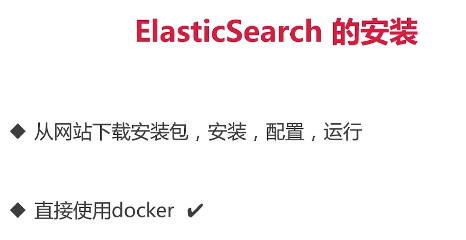 ElasticSearch 的安装
◆ 从网站下载安装包，安装，配置，运行
◆ 直接使用docker ✔